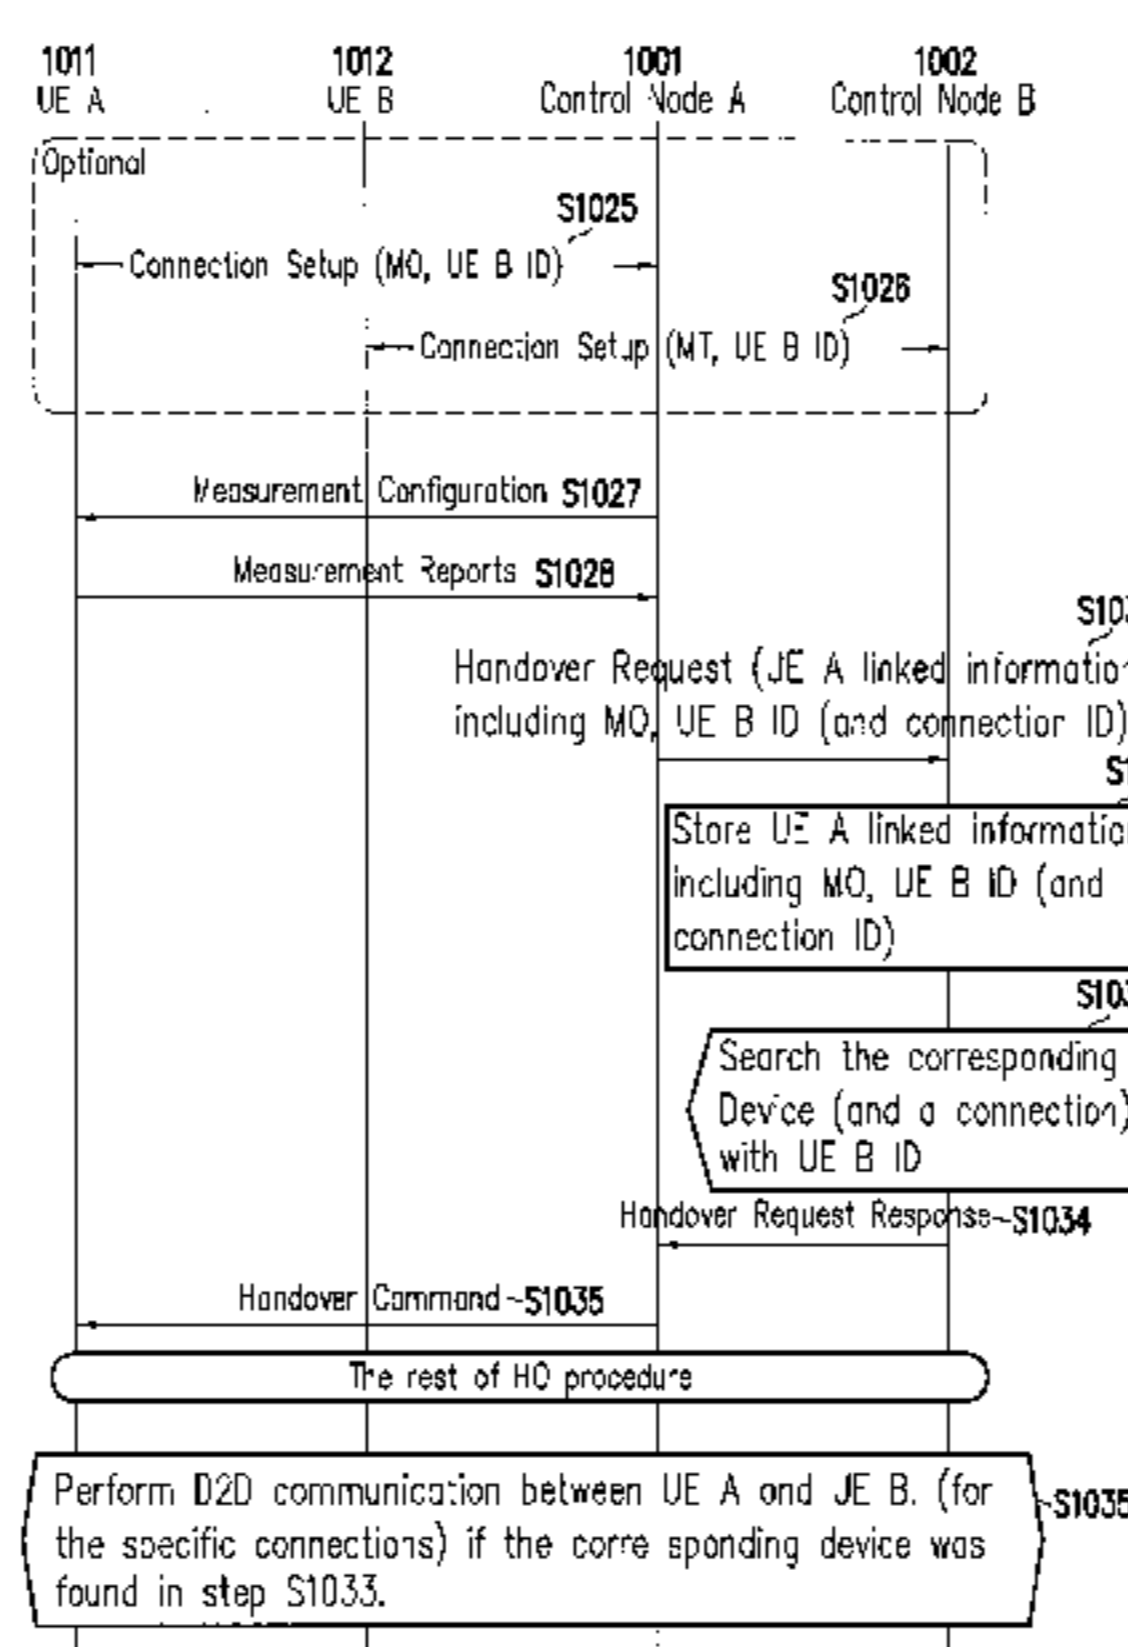 1011
UE A
1012
UE B
1001
Control Node A
1002
Control Node B
Optional
S1025
Connection Setup (MO, UE B ID)
S1026
Connection Setup (MT, UE B ID)
Measurement Configuration S1027
Measurement Reports S1028
Handover Request (UE A linked
including MO, UE B ID (and connection ID)
Store UE A linked
including MO, UE B ID (and
connection ID)
Search the corresponding
Device (and a connection)
with UE B ID
Handover Request Response~S1034
Handover Command~S1035
The rest of HO procedure
Perform D2D communication between UE A and UE B. (for
the specific connections) if the corre sponding device was
found in step S1033.
S1035